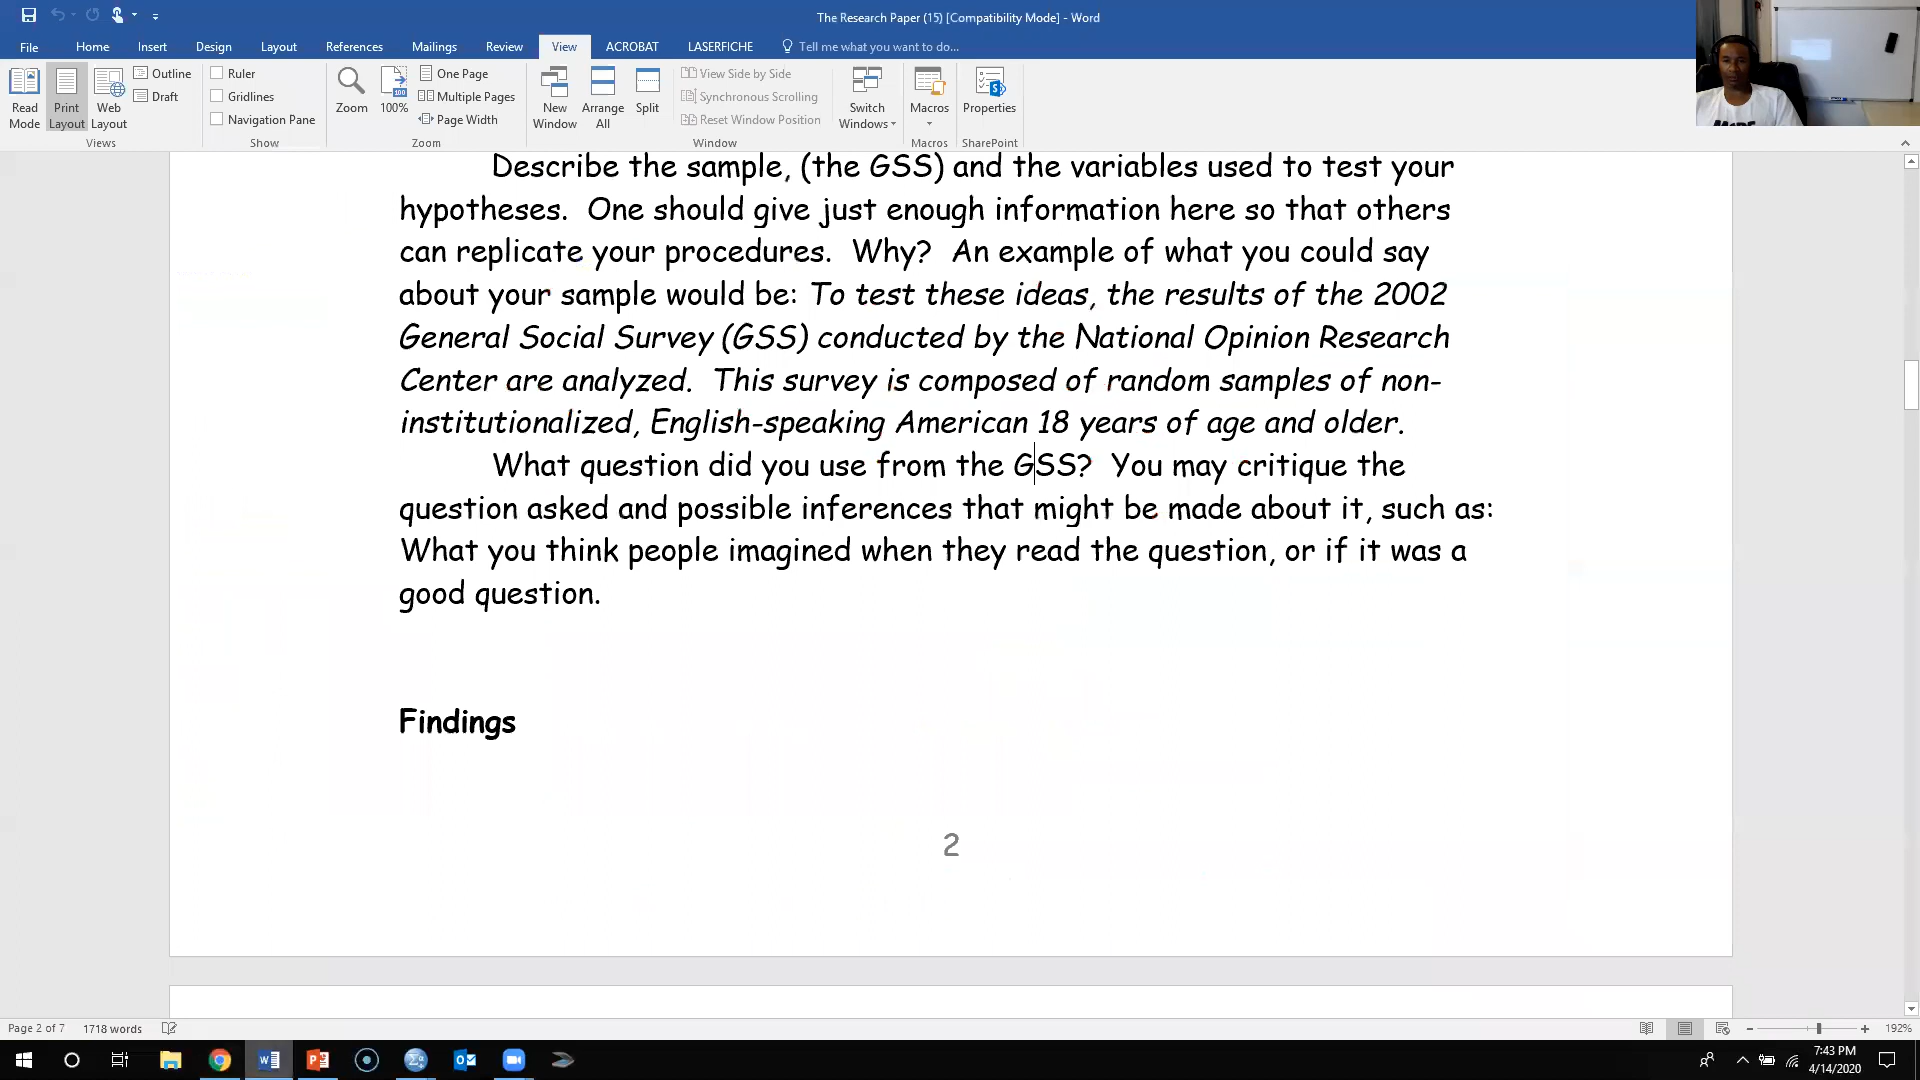 The Research Paper (15) [Compatibility Mode] - Word
File Home Insert Design Layout References Mailings Review View ACROBAT LASERFICHE Tell me what you want to do...
Read Mode
Print Layout
Web Layout
Outline
Draft
Views
Ruler
Gridlines
Navigation Pane
Show
Zoom
100
100%
One Page
Multiple Pages
Page Width
Zoom
New Window
Arrange All
Split
View Side by Side
Synchronous Scrolling
Reset Window Position
Window
Switch Windows
Macros
Macros
Properties
SharePoint
Describe the sample, (the GSS) and the variables used to test your
hypotheses. One should give just enough information here so that others
can replicate your procedures. Why? An example of what you could say
about your sample would be: To test these ideas, the results of the 2002
General Social Survey (GSS) conducted by the National Opinion Research
Center are analyzed. This survey is composed of random samples of non-
institutionalized, English-speaking American 18 years of age and older.
What question did you use from the GSS? You may critique the
question asked and possible inferences that might be made about it, such as:
What you think people imagined when they read the question, or if it was a
good question.
Findings
2
Page 2 of 7 1718 words
192%
7:43 PM
4/14/2020